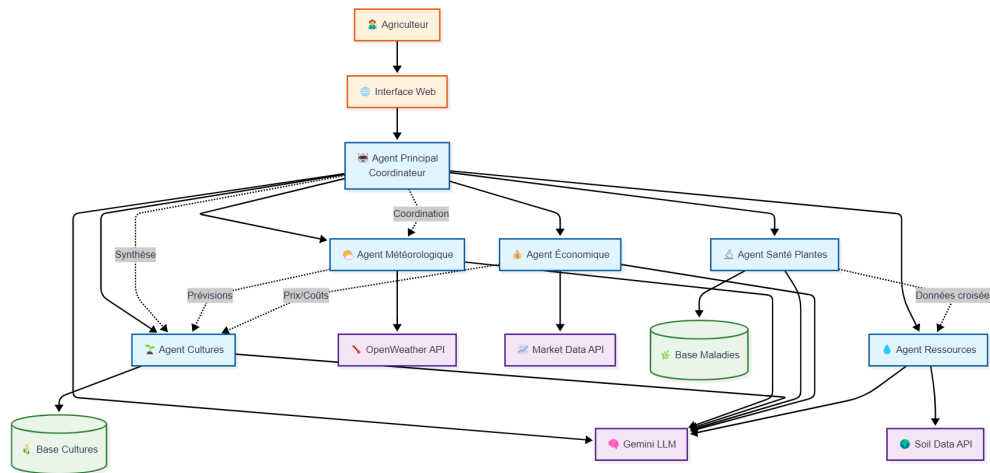 Agriculteur
Interface Web
Agent Principal
Coordinateur
Coordination
Synthèse
Agent Météorologique
Agent Économique
Agent Santé Plantes
Prévisions
Prix/Coûts
Données croisée
Agent Cultures
OpenWeather API
Market Data API
Base Maladies
Agent Ressources
Base Cultures
Gemini LLM
Soil Data API